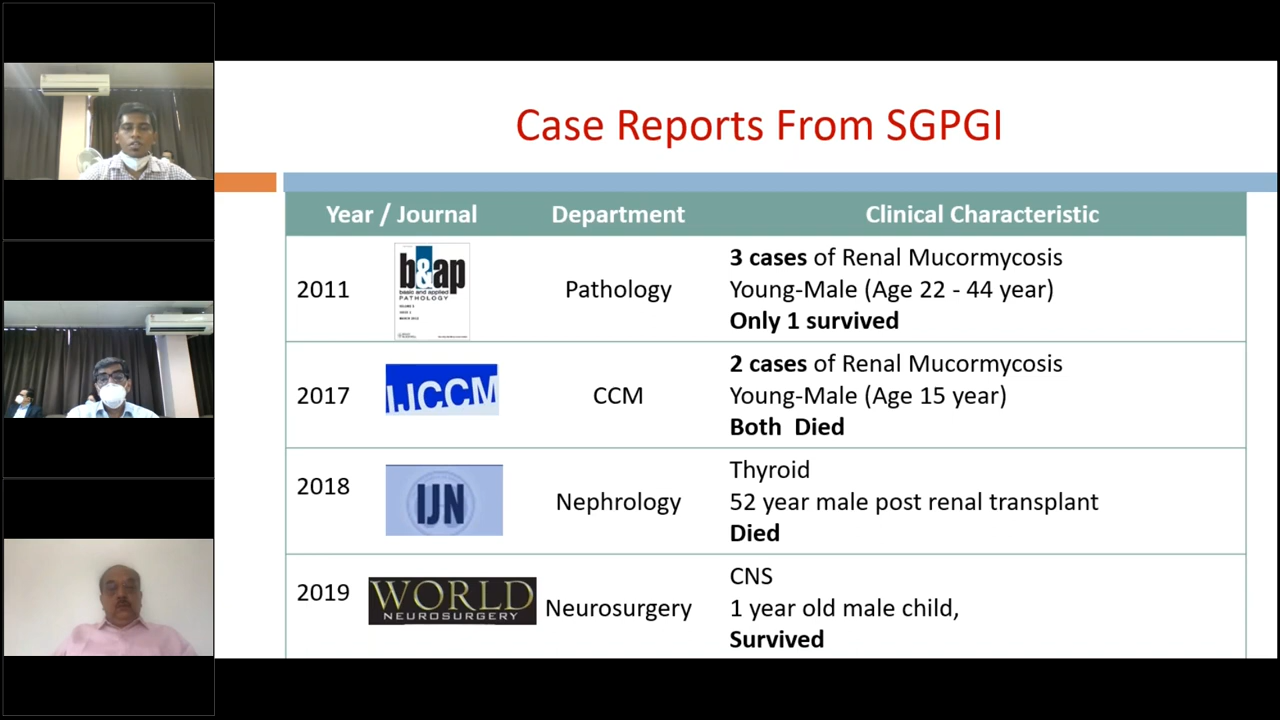 Case Reports From SGPGI
Year / Journal Department Clinical Characteristic
2011
b&ap
basic and applied
PATHOLOGY
Pathology
3 cases of Renal Mucormycosis
Young-Male (Age 22 - 44 year)
Only 1 survived
2017
IJCCM
CCM
2 cases of Renal Mucormycosis
Young-Male (Age 15 year)
Both Died
2018
IJN
Nephrology
Thyroid
52 year male post renal transplant
Died
2019
WORLD
NEUROSURGERY
Neurosurgery
CNS
1 year old male child,
Survived